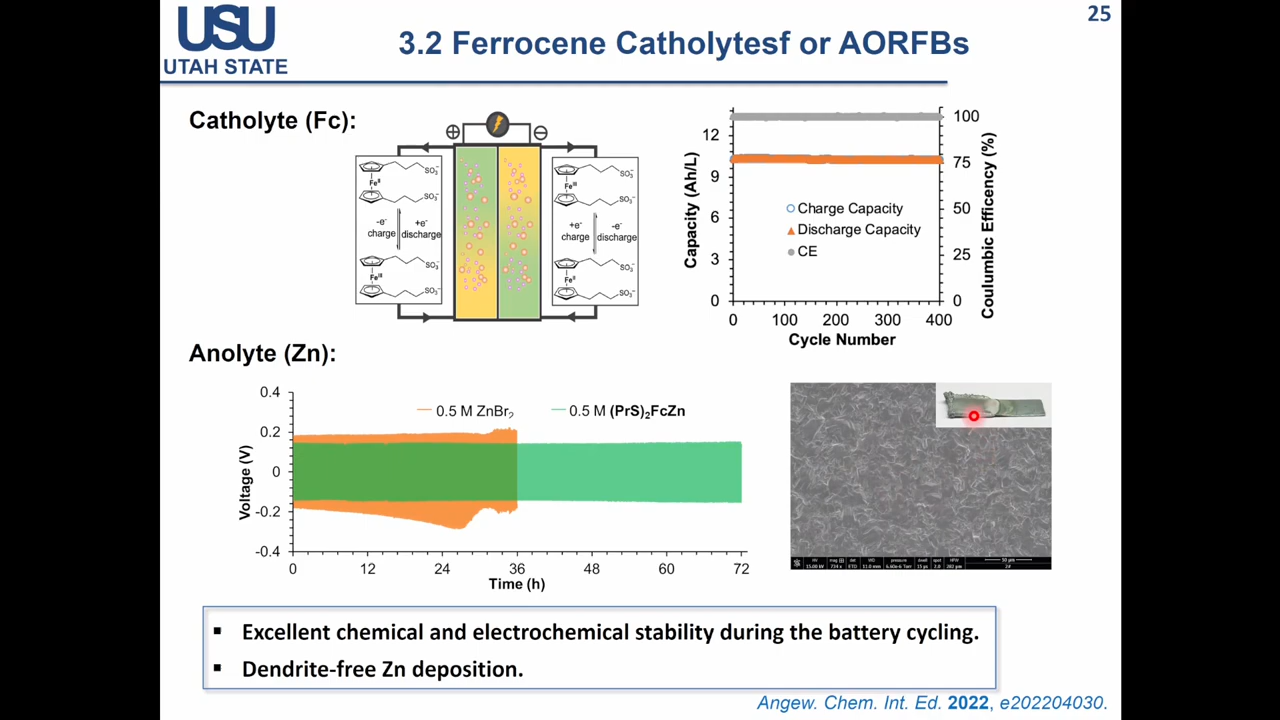 25
USU
UTAH STATE
3.2 Ferrocene Catholytesf or AORFBs
Catholyte (Fc):
SO₃⁻
Feᴵᴵ
SO₃⁻
-e⁻ +e⁻
charge discharge
SO₃⁻
Feᴵᴵᴵ
SO₃⁻
SO₃⁻
Feᴵᴵᴵ
SO₃⁻
+e⁻ -e⁻
charge discharge
SO₃⁻
Feᴵᴵ
SO₃⁻
Capacity (Ah/L)
12
9
6
3
0
Charge Capacity
Discharge Capacity
CE
100
75
50
25
0
Coulumbic Efficency (%)
0 100 200 300 400
Cycle Number
Anolyte (Zn):
Voltage (V)
0.4
0.2
0
-0.2
-0.4
0.5 M ZnBr₂
0.5 M (PrS)₂FcZn
0 12 24 36 48 60 72
Time (h)
▪ Excellent chemical and electrochemical stability during the battery cycling.
▪ Dendrite-free Zn deposition.
Angew. Chem. Int. Ed. 2022, e202204030.